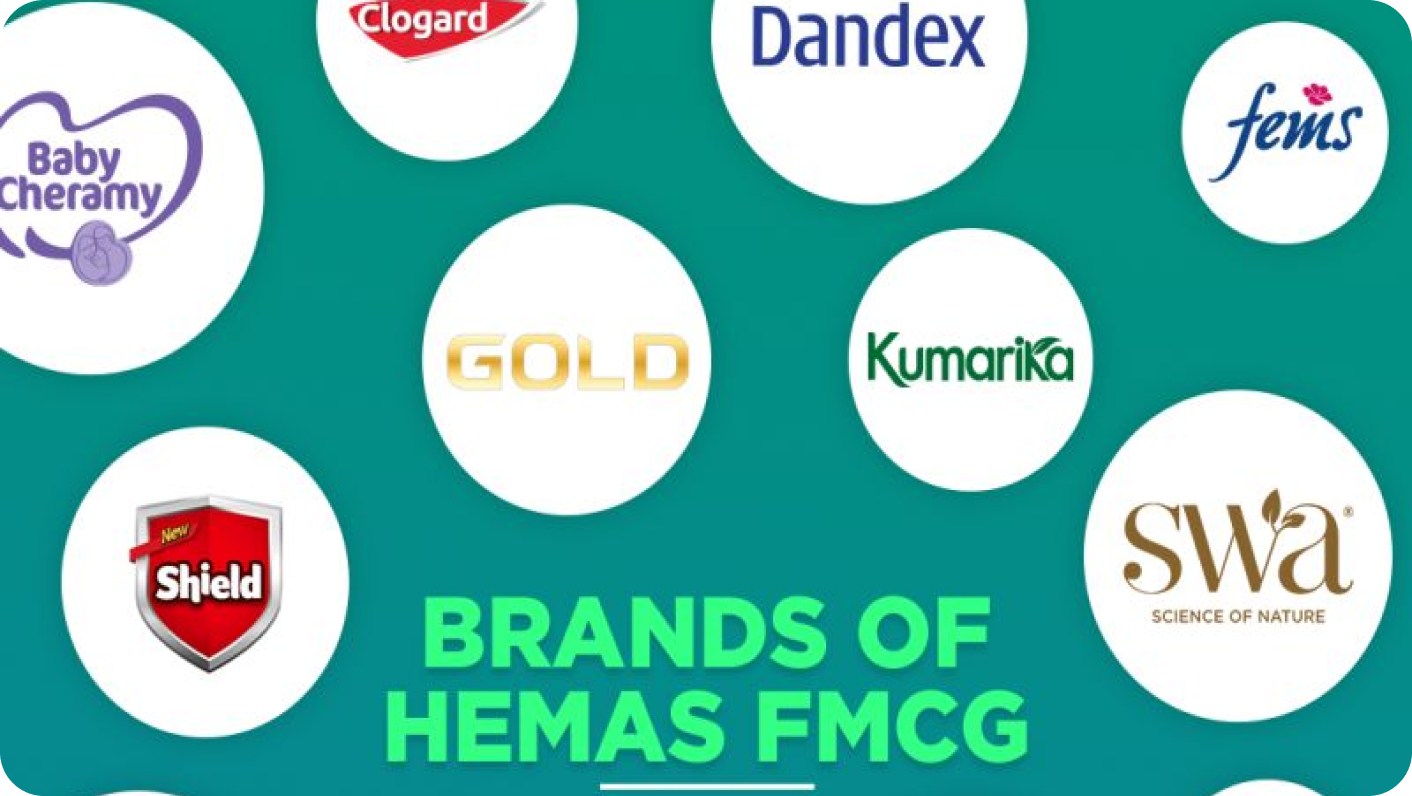 Clogard
Dandex
fems
Baby
Cheramy
GOLD
Kumarika
New
Shield
swa®
SCIENCE OF NATURE
BRANDS OF
HEMAS FMCG